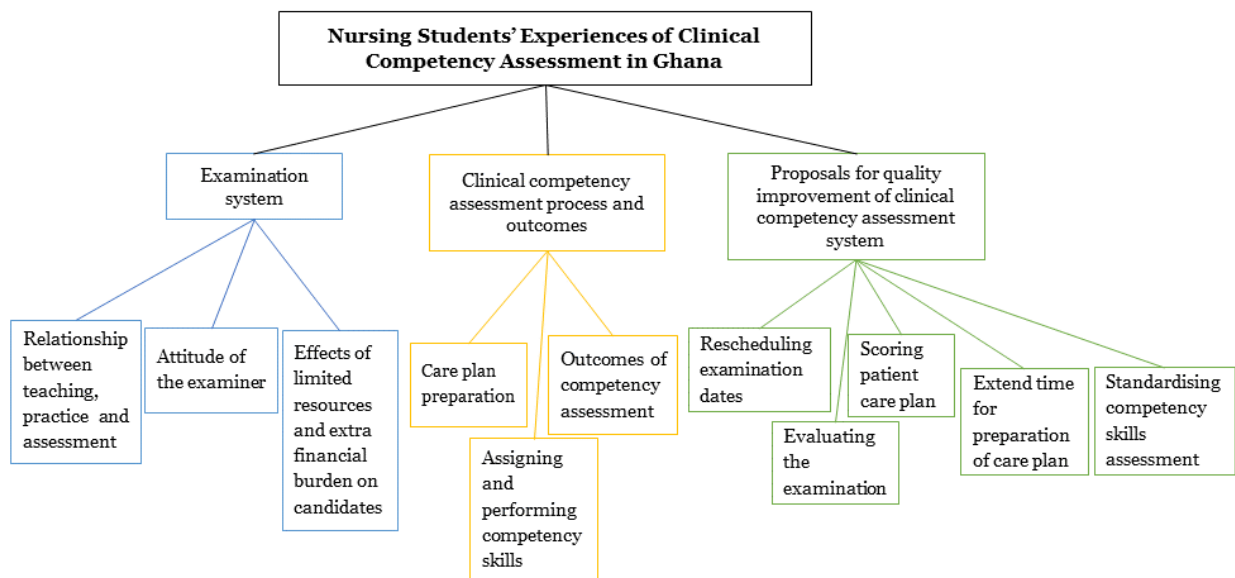 Nursing Students’ Experiences of Clinical
Competency Assessment in Ghana
Examination
system
Clinical competency
assessment process and
outcomes
Proposals for quality
improvement of clinical
competency assessment
system
Relationship
between
teaching,
practice and
assessment
Attitude of
the examiner
Effects of
limited
resources
and extra
financial
burden on
candidates
Care plan
preparation
Assigning
and
performing
competency
skills
Outcomes of
competency
assessment
Rescheduling
examination
dates
Evaluating
the
examination
Scoring
patient
care plan
Extend time
for
preparation
of care plan
Standardising
competency
skills
assessment